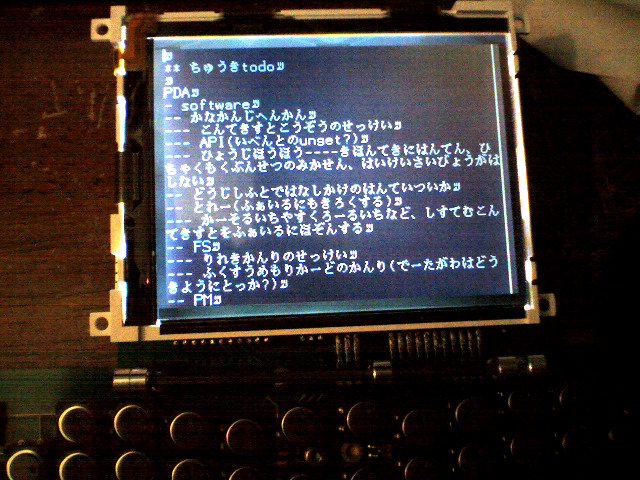 ** ちゅうきtodo
PDA
- software
-- かなかんじへんかん
--- こんてきすとこうぞうのせっけい
--- API(いべんとのunset?)
--- ひょうじほうほう----きほんてきにはんてん、ひ
ちゃくもくぶんせつのみかせん、はいけいさいびょうがは
しない
-- どうじしふとではなしかけのはんていついか
-- とれー(ふぁいるにもきろくする)
--- かーそるいちやすくろーるいちなど、しすてむこん
てきすとをふぁいるにほぞんする
-- FS
--- りれきかんりのせっけい
--- ふくすうめもりかーどのかんり(でーたがわはどう
きようにとっか?)
-- PM